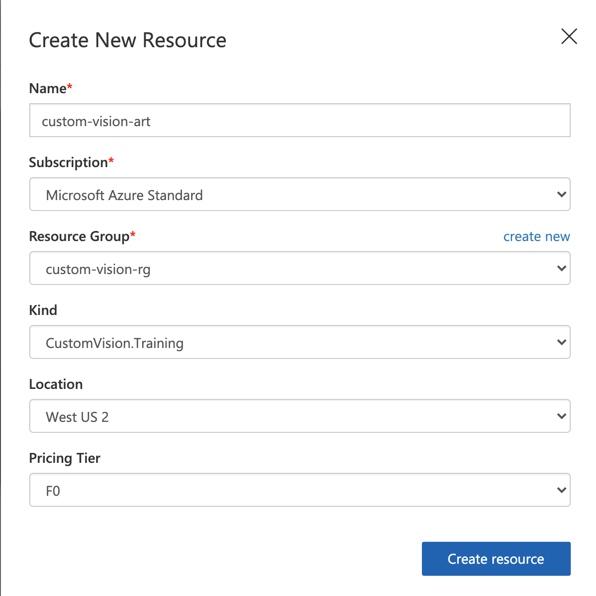 Create New Resource
Name*
custom-vision-art
Subscription*
Microsoft Azure Standard
Resource Group* create new
custom-vision-rg
Kind
CustomVision.Training
Location
West US 2
Pricing Tier
F0
Create resource